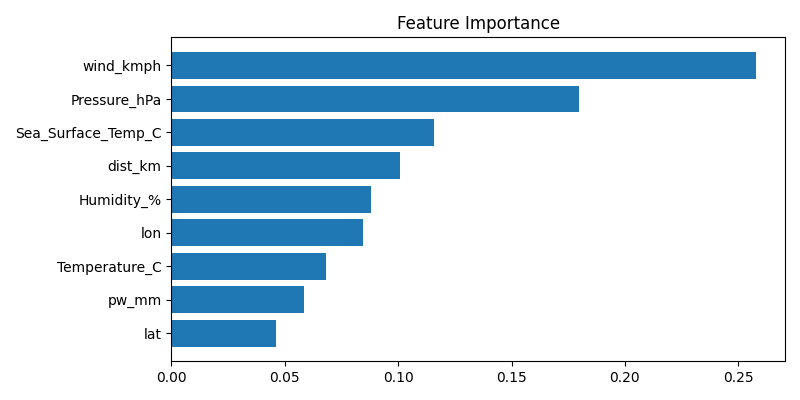 Feature Importance
wind_kmph
Pressure_hPa
Sea_Surface_Temp_C
dist_km
Humidity_%
lon
Temperature_C
pw_mm
lat
0.00 0.05 0.10 0.15 0.20 0.25